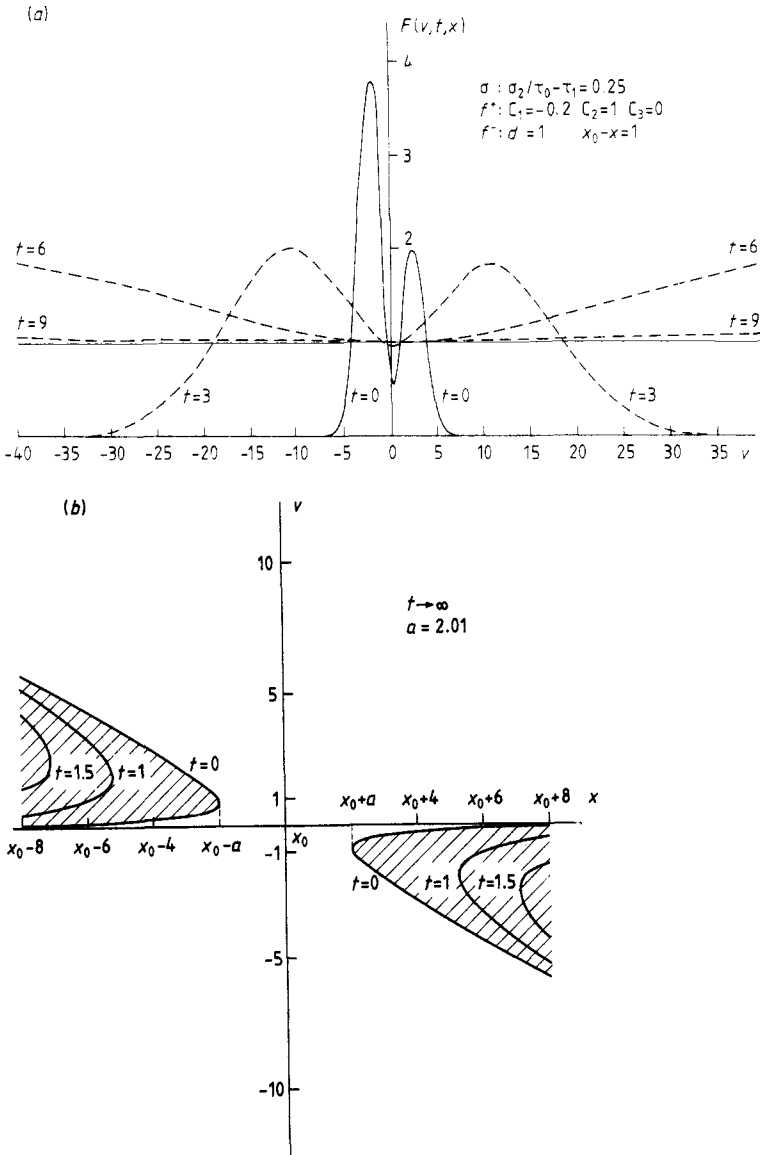 (a)
F(v,t,x)
4
σ : σ₂/τ₀-τ₁=0.25
f⁺: C₁=-0.2 C₂=1 C₃=0
f⁻: d =1 x₀-x=1
3
2
t=6
t=6
t=9
t=9
t=3
t=0
t=0
t=3
-40 -35 -30 -25 -20 -15 -10 -5 0 5 10 15 20 25 30 35 v
(b)
v
10
t→∞
a = 2.01
5
t=1.5
t=1
t=0
1
x₀+a
x₀+4
x₀+6
x₀+8
x
x₀-8
x₀-6
x₀-4
x₀-a
x₀
-1
t=0
t=1
t=1.5
-5
-10